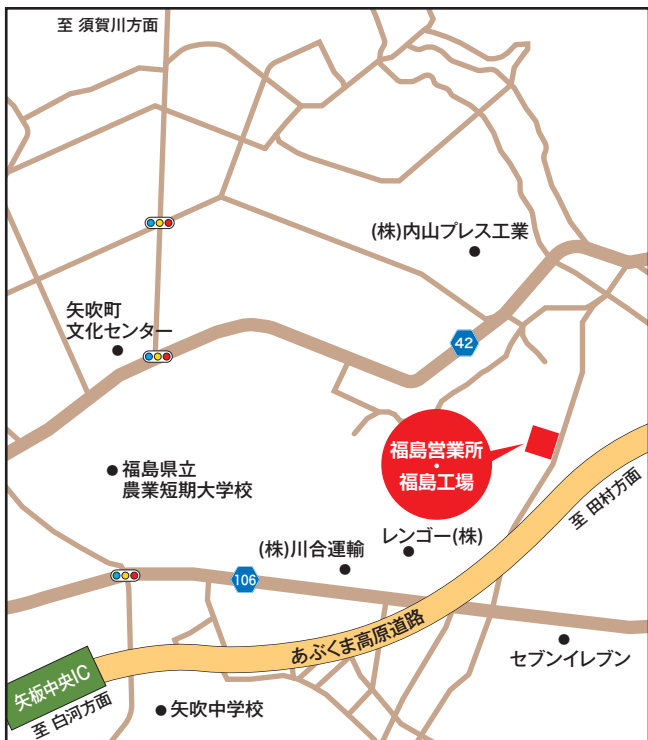 至 須賀川方面
(株)内山プレス工業
矢吹町
文化センター
42
福島営業所
・
福島工場
福島県立
農業短期大学校
至 田村方面
レンゴー(株)
(株)川合運輸
106
あぶくま高原道路
セブンイレブン
矢板中央IC
至 白河方面
矢吹中学校